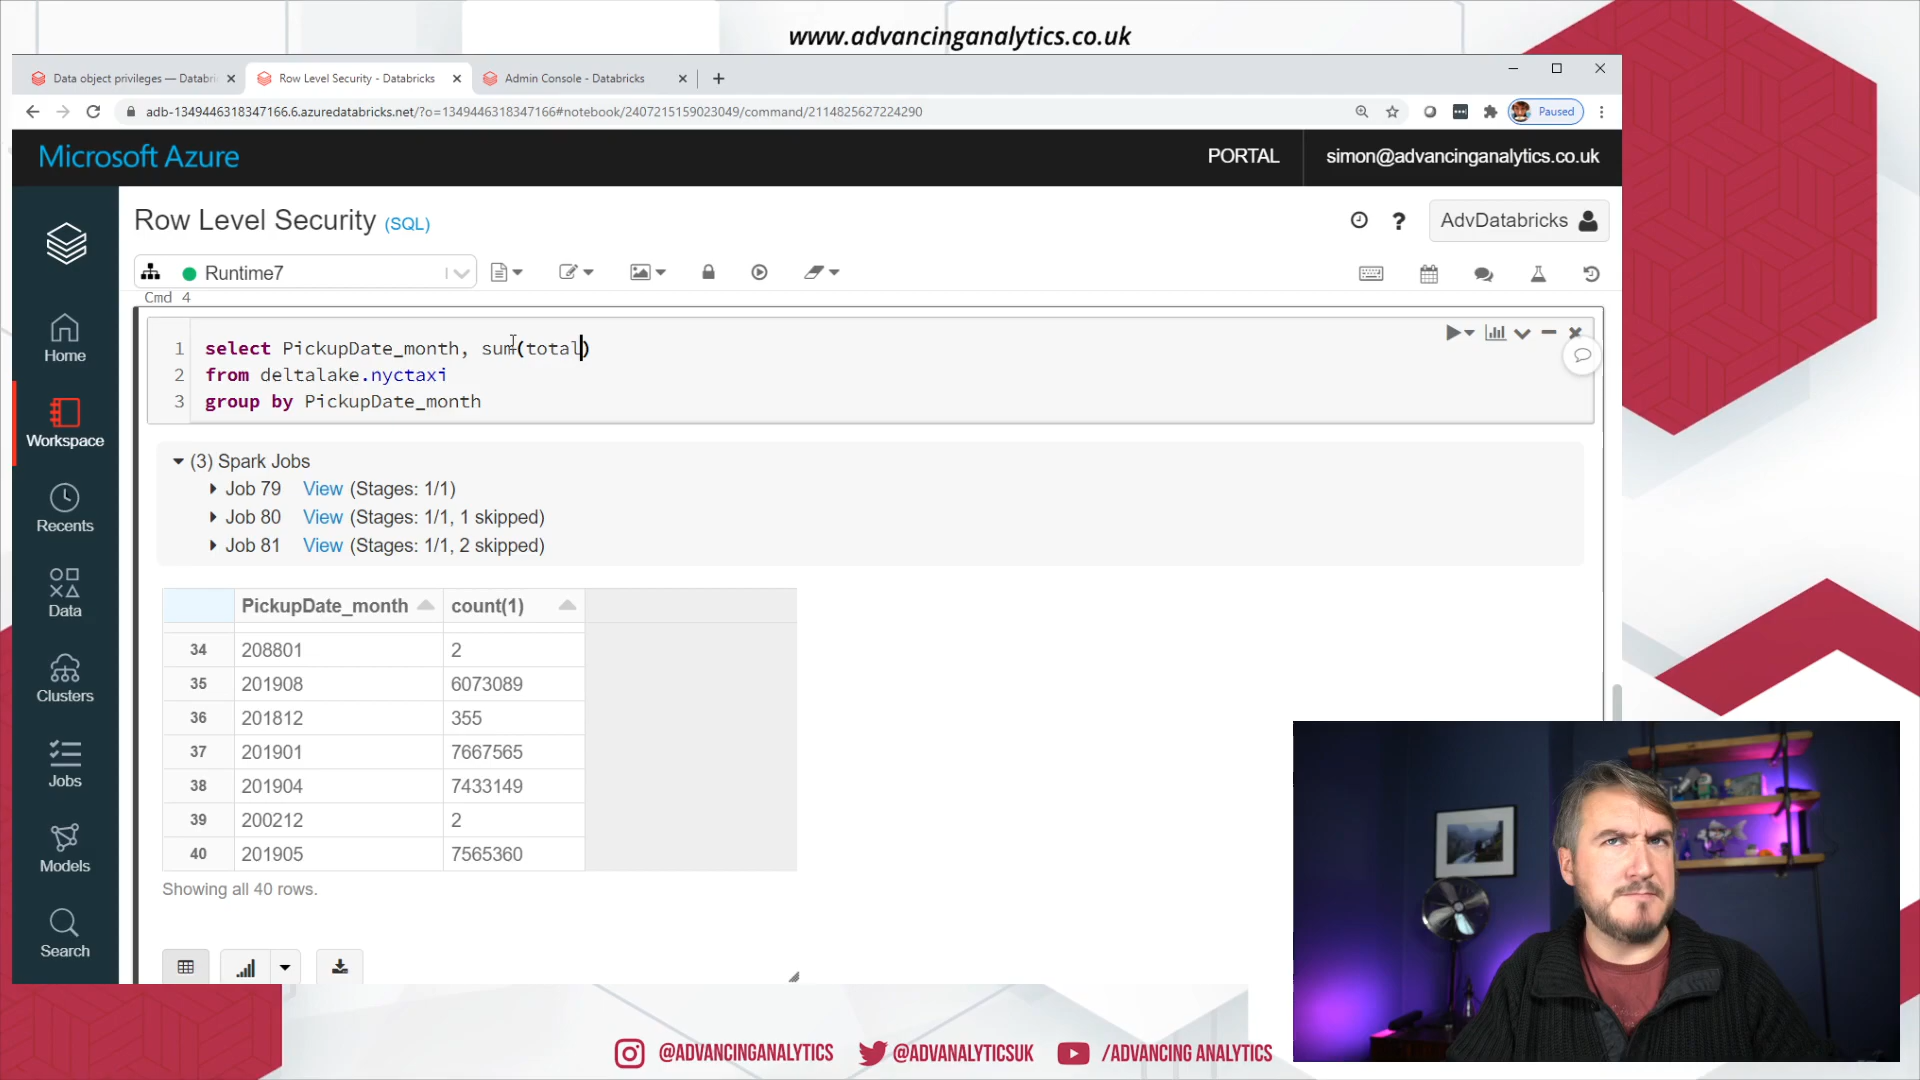 www.advancinganalytics.co.uk
Data object privileges — Databri
Row Level Security - Databricks
Admin Console - Databricks
adb-1349446318347166.6.azuredatabricks.net/?o=1349446318347166#notebook/2407215159023049/command/2114825627224290
Paused
Microsoft Azure
PORTAL
simon@advancinganalytics.co.uk
Row Level Security (SQL)
AdvDatabricks
Runtime7
Cmd 4
1 select PickupDate_month, sum(total)
2 from deltalake.nyctaxi
3 group by PickupDate_month
(3) Spark Jobs
Job 79 View (Stages: 1/1)
Job 80 View (Stages: 1/1, 1 skipped)
Job 81 View (Stages: 1/1, 2 skipped)
PickupDate_month count(1)
34 208801 2
35 201908 6073089
36 201812 355
37 201901 7667565
38 201904 7433149
39 200212 2
40 201905 7565360
Showing all 40 rows.
Home
Workspace
Recents
Data
Clusters
Jobs
Models
Search
@ADVANCINGANALYTICS
@ADVANALYTICSUK
/ADVANCING ANALYTICS